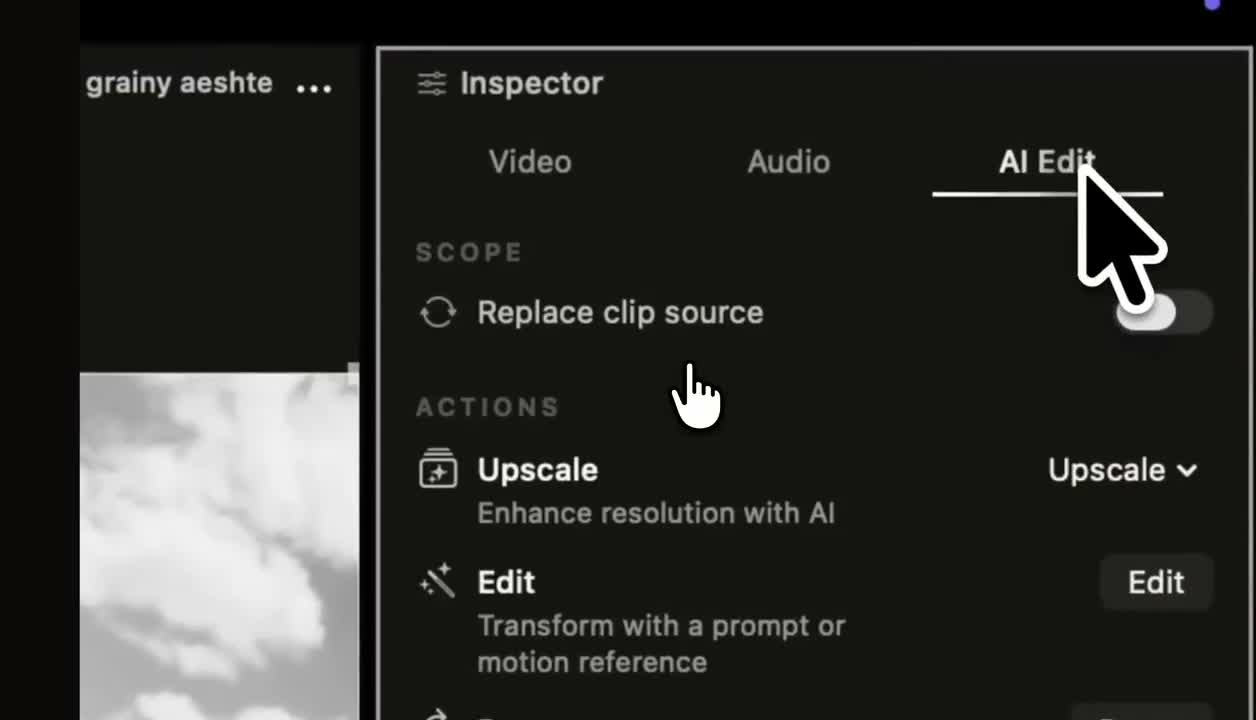 grainy aeshte ...
Inspector
Video Audio AI Edit
SCOPE
Replace clip source
ACTIONS
Upscale Upscale
Enhance resolution with AI
Edit Edit
Transform with a prompt or
motion reference